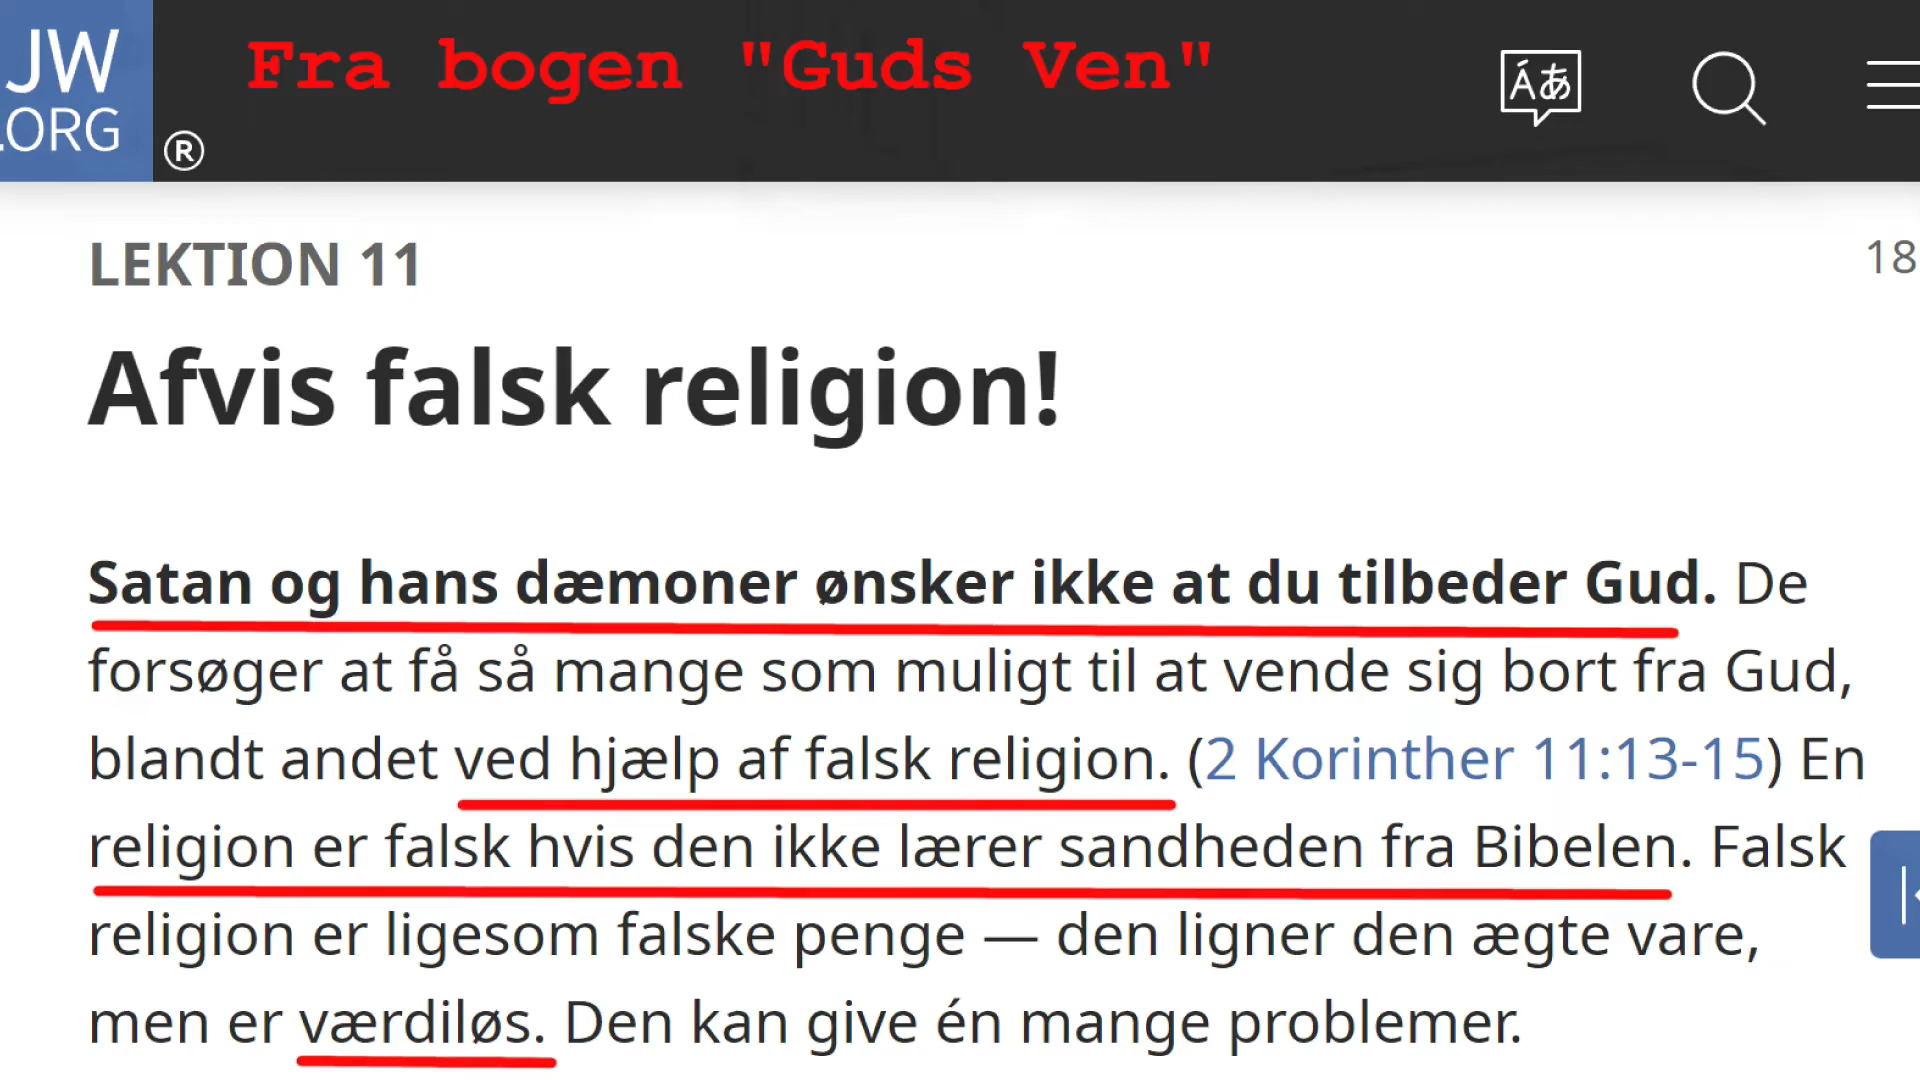 JW
.ORG
®
Fra bogen "Guds Ven"
Áあ
LEKTION 11
18
Afvis falsk religion!
Satan og hans dæmoner ønsker ikke at du tilbeder Gud. De
forsøger at få så mange som muligt til at vende sig bort fra Gud,
blandt andet ved hjælp af falsk religion. (2 Korinther 11:13-15) En
religion er falsk hvis den ikke lærer sandheden fra Bibelen. Falsk
religion er ligesom falske penge — den ligner den ægte vare,
men er værdiløs. Den kan give én mange problemer.